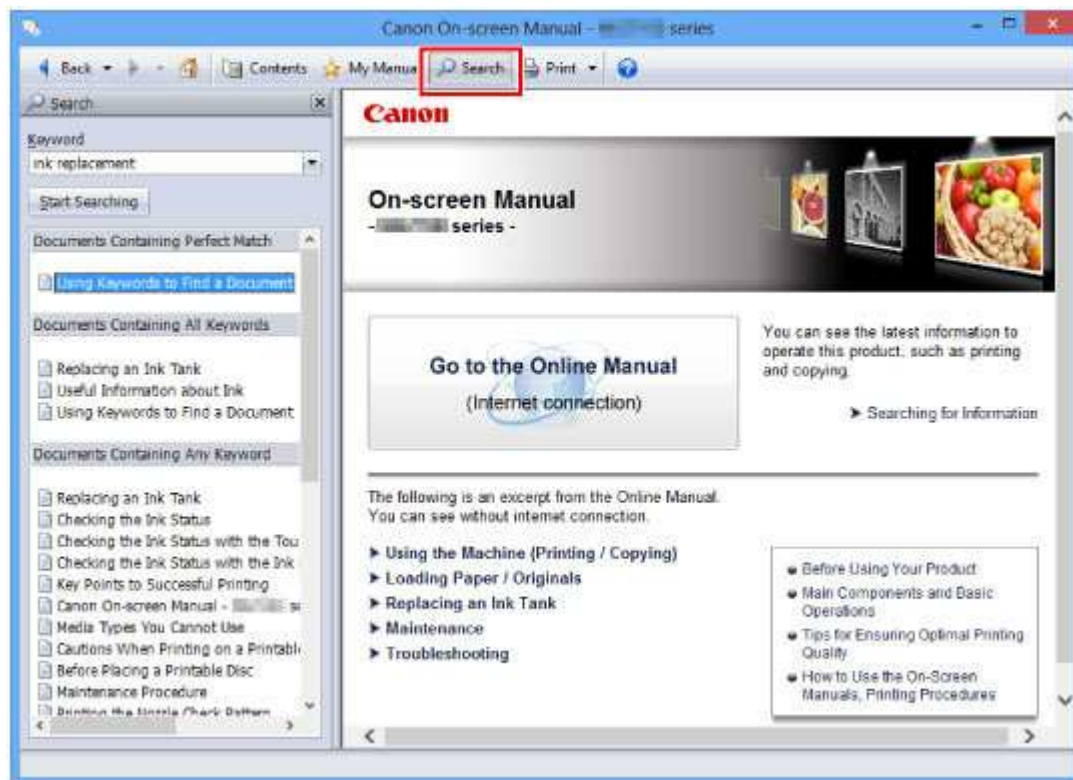 Canon On-screen Manual - series
Back
Contents
My Manua
Search
Print
Search
Keyword
ink replacement
Start Searching
Documents Containing Perfect Match
Using Keywords to Find a Document
Documents Containing All Keywords
Replacing an Ink Tank
Useful Information about Ink
Using Keywords to Find a Document
Documents Containing Any Keyword
Replacing an Ink Tank
Checking the Ink Status
Checking the Ink Status with the Tou
Checking the Ink Status with the Ink
Key Points to Successful Printing
Canon On-screen Manual - se
Media Types You Cannot Use
Cautions When Printing on a Printabl
Before Placing a Printable Disc
Maintenance Procedure
Printing the Nozzle Check Pattern
Canon
On-screen Manual
- series -
Go to the Online Manual
(Internet connection)
You can see the latest information to
operate this product, such as printing
and copying.
Searching for Information
The following is an excerpt from the Online Manual.
You can see without internet connection.
Using the Machine (Printing / Copying)
Loading Paper / Originals
Replacing an Ink Tank
Maintenance
Troubleshooting
Before Using Your Product
Main Components and Basic
Operations
Tips for Ensuring Optimal Printing
Quality
How to Use the On-Screen
Manuals, Printing Procedures